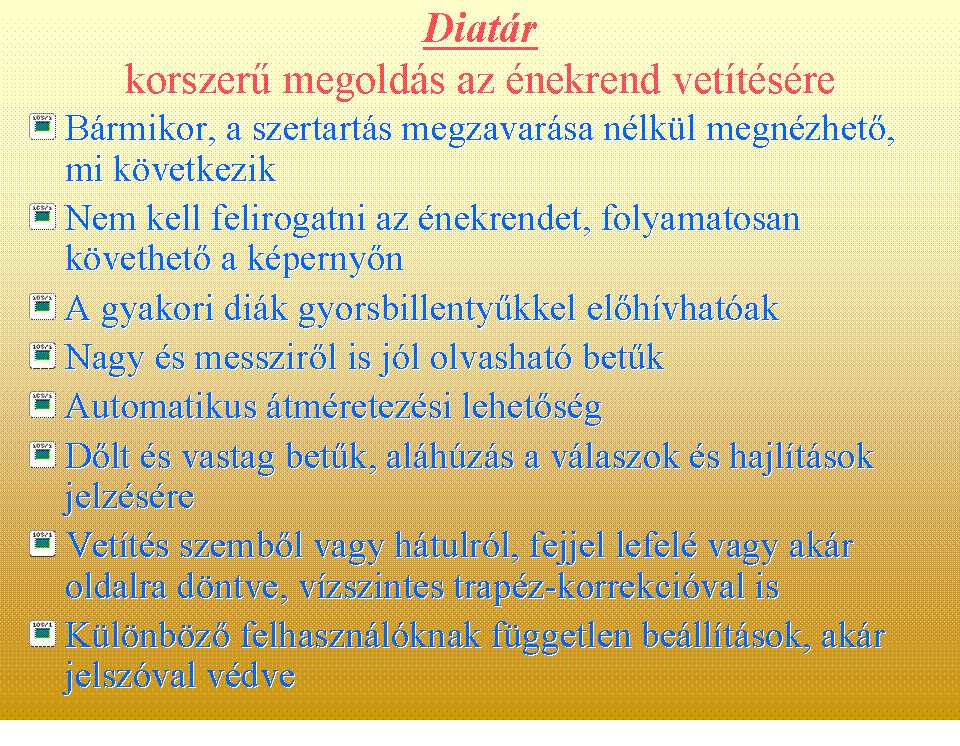 Diatár
korszerű megoldás az énekrend vetítésére
Bármikor, a szertartás megzavarása nélkül megnézhető,
mi következik
Nem kell felirogatni az énekrendet, folyamatosan
követhető a képernyőn
A gyakori diák gyorsbillentyűkkel előhívhatóak
Nagy és messziről is jól olvasható betűk
Automatikus átméretezési lehetőség
Dőlt és vastag betűk, aláhúzás a válaszok és hajlítások
jelzésére
Vetítés szemből vagy hátulról, fejjel lefelé vagy akár
oldalra döntve, vízszintes trapéz-korrekcióval is
Különböző felhasználóknak független beállítások, akár
jelszóval védve